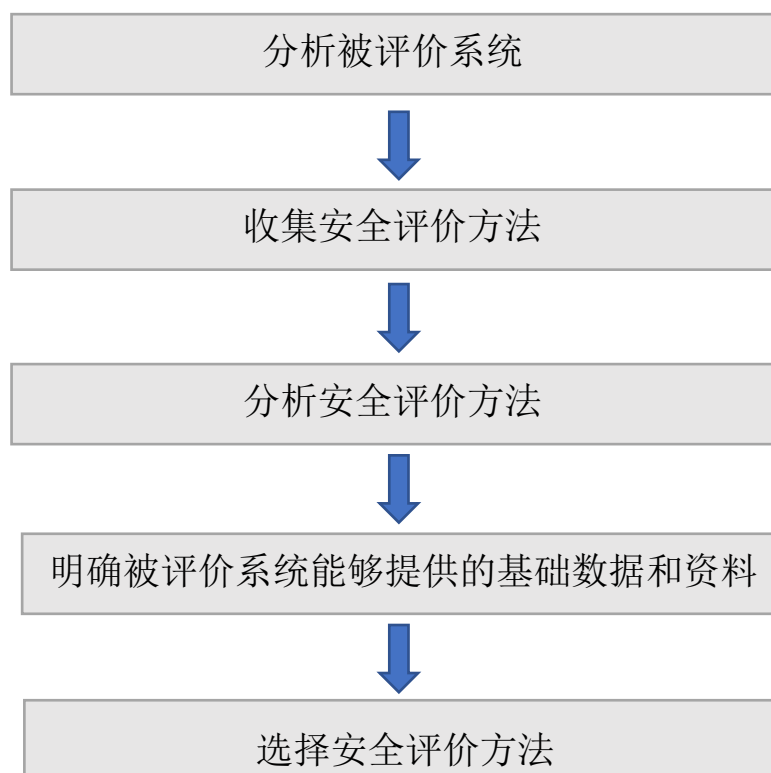 分析被评价系统
收集安全评价方法
分析安全评价方法
明确被评价系统能够提供的基础数据和资料
选择安全评价方法